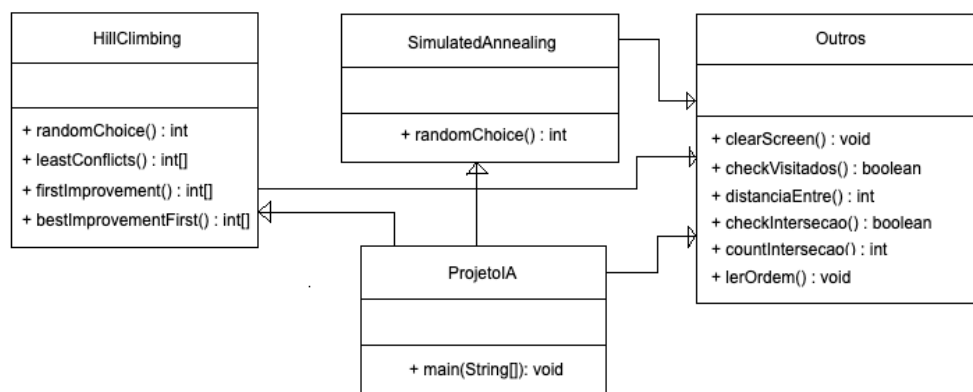 HillClimbing
+ randomChoice() : int
+ leastConflicts() : int[]
+ firstImprovement() : int[]
+ bestImprovementFirst() : int[]
SimulatedAnnealing
+ randomChoice() : int
Outros
+ clearScreen() : void
+ checkVisitados() : boolean
+ distanciaEntre() : int
+ checkIntersecao() : boolean
+ countIntersecao() : int
+ lerOrdem() : void
ProjetoIA
+ main(String[]): void